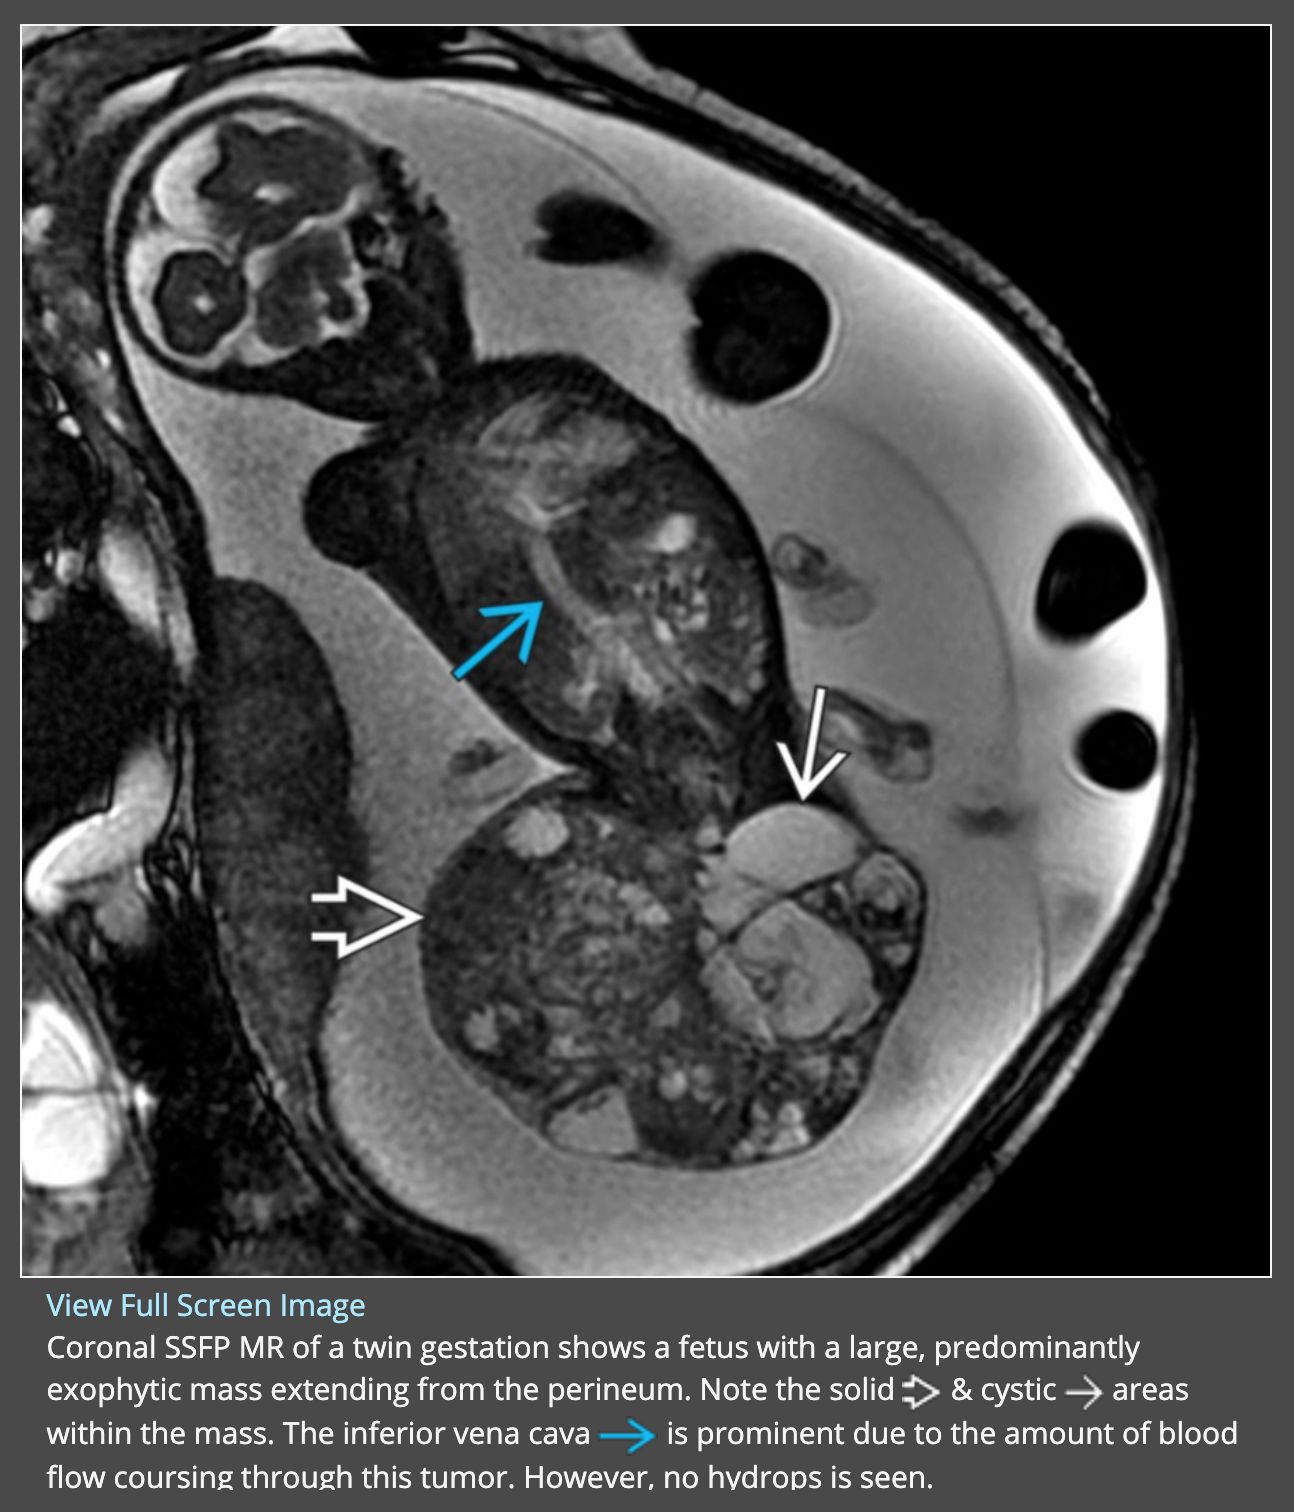 View Full Screen Image
Coronal SSFP MR of a twin gestation shows a fetus with a large, predominantly
exophytic mass extending from the perineum. Note the solid & cystic areas
within the mass. The inferior vena cava is prominent due to the amount of blood
flow coursing through this tumor. However, no hydrops is seen.